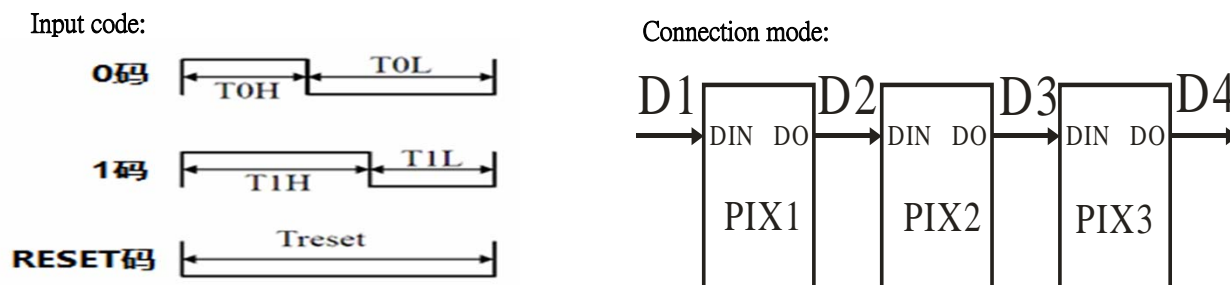 Input code:
0码
T0H
T0L
1码
T1H
T1L
RESET码
Treset
Connection mode:
D1
D2
D3
D4
DIN DO
DIN DO
DIN DO
PIX1
PIX2
PIX3